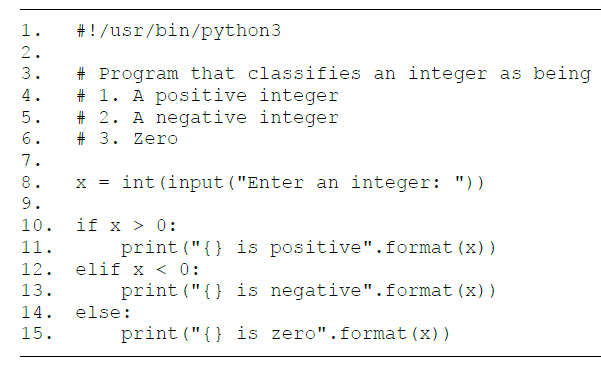 1. #!/usr/bin/python3
2.
3. # Program that classifies an integer as being
4. # 1. A positive integer
5. # 2. A negative integer
6. # 3. Zero
7.
8. x = int(input("Enter an integer: "))
9.
10. if x > 0:
11.     print("{} is positive".format(x))
12. elif x < 0:
13.     print("{} is negative".format(x))
14. else:
15.     print("{} is zero".format(x))